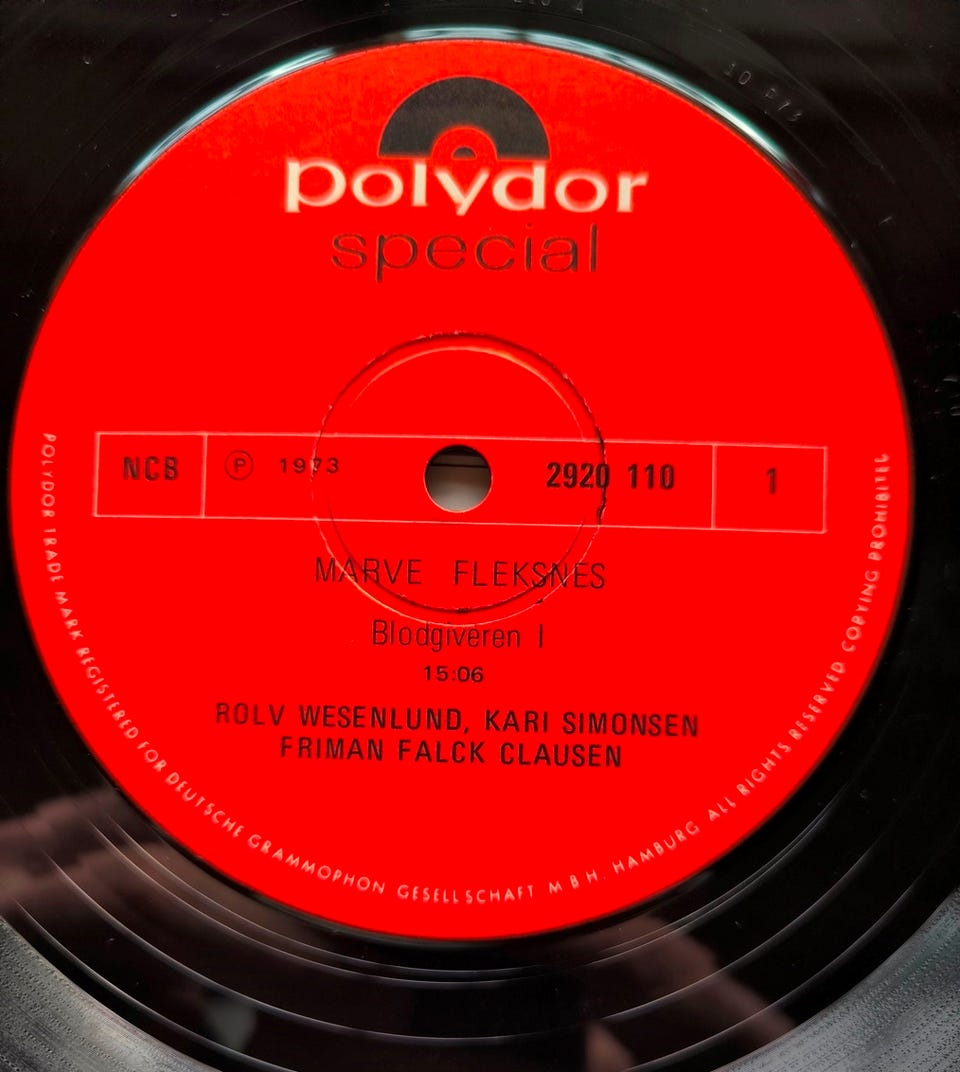 polydor
special
NCB ℗ 1973 2920 110 1
MARVE FLEKSNES
Blodgiveren I
15:06
ROLV WESENLUND, KARI SIMONSEN
FRIMAN FALCK CLAUSEN
POLYDOR TRADE MARK REGISTERED FOR DEUTSCHE GRAMMOPHON GESELLSCHAFT M B H. HAMBURG ALL RIGHTS RESERVED COPYING PROHIBITED